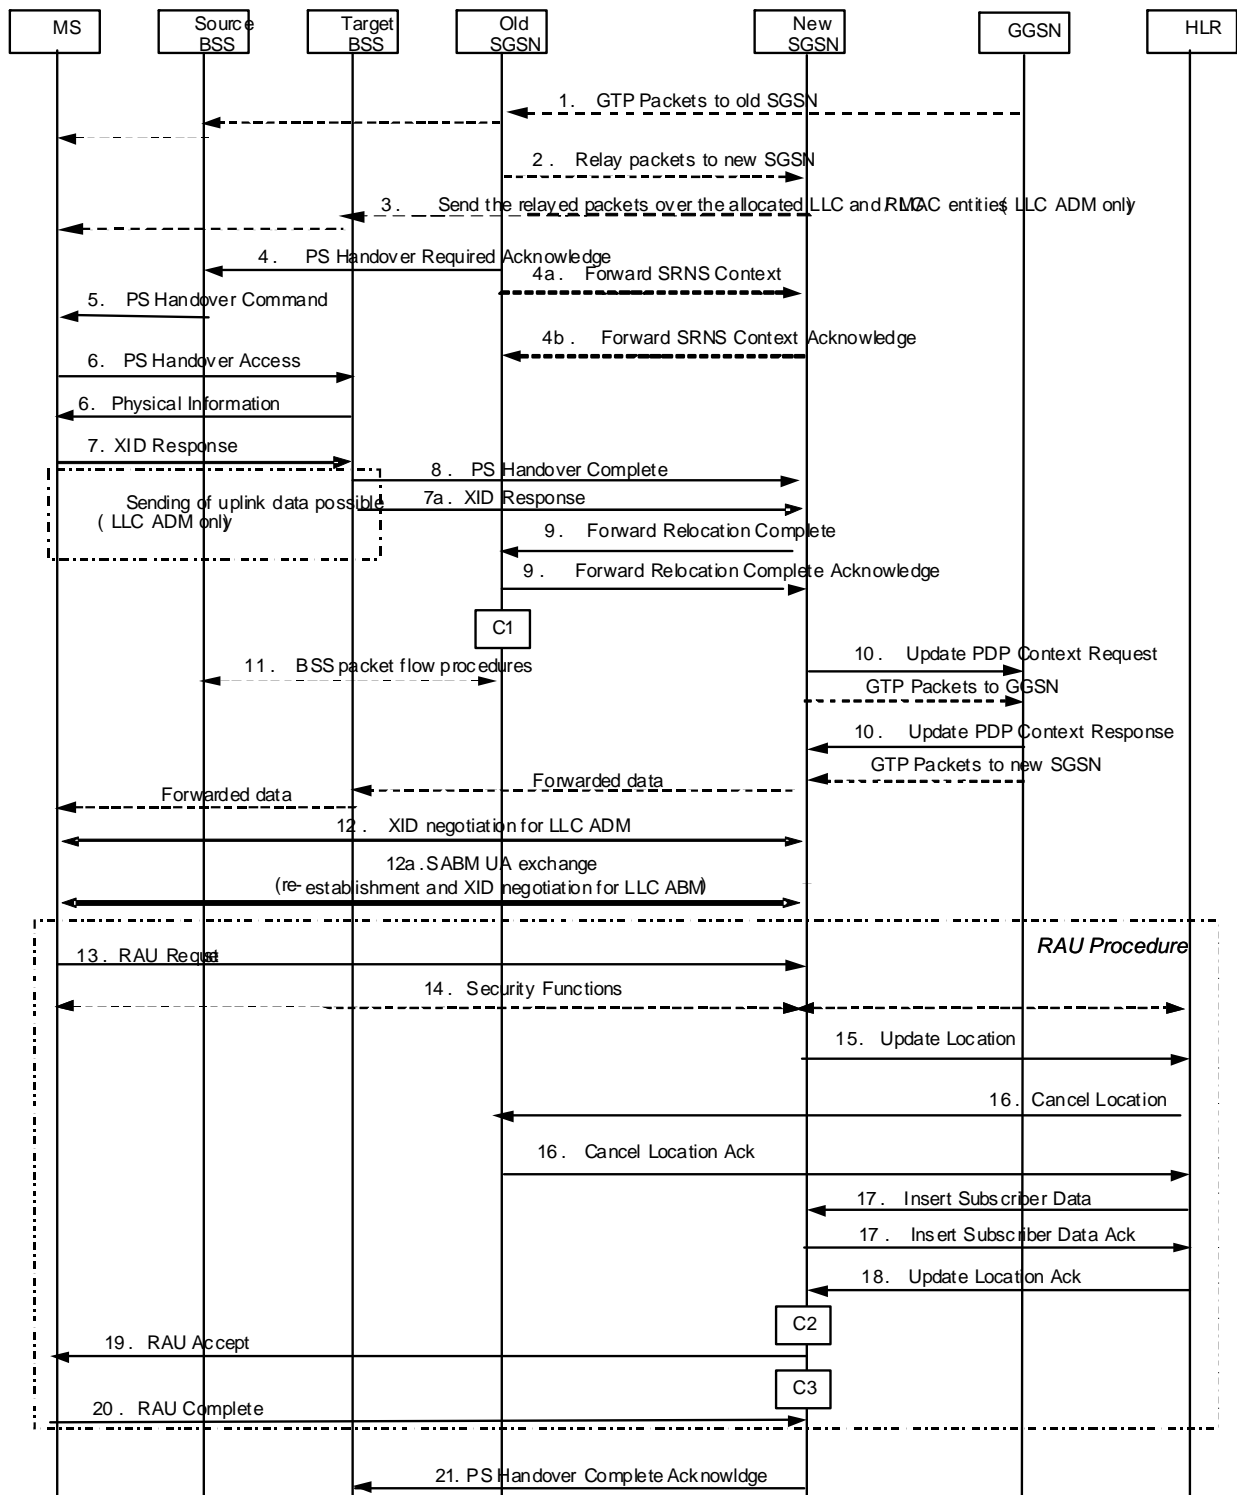 MS
Source
BSS
Target
BSS
Old
SGSN
New
SGSN
GGSN
HLR
1. GTP Packets to old SGSN
2. Relay packets to new SGSN
3. Send the relayed packets over the allocated LLC and RLC/MAC entities (LLC ADM only)
4. PS Handover Required Acknowledge
4a. Forward SRNS Context
5. PS Handover Command
4b. Forward SRNS Context Acknowledge
6. PS Handover Access
6. Physical Information
7. XID Response
8. PS Handover Complete
Sending of uplink data possible
(LLC ADM only)
7a. XID Response
9. Forward Relocation Complete
9. Forward Relocation Complete Acknowledge
C1
11. BSS packet flow procedures
10. Update PDP Context Request
GTP Packets to GGSN
10. Update PDP Context Response
GTP Packets to new SGSN
Forwarded data
Forwarded data
12. XID negotiation for LLC ADM
12a. SABM UA exchange
(re-establishment and XID negotiation for LLC ABM)
RAU Procedure
13. RAU Request
14. Security Functions
15. Update Location
16. Cancel Location
16. Cancel Location Ack
17. Insert Subscriber Data
17. Insert Subscriber Data Ack
18. Update Location Ack
C2
19. RAU Accept
C3
20. RAU Complete
21. PS Handover Complete Acknowldge